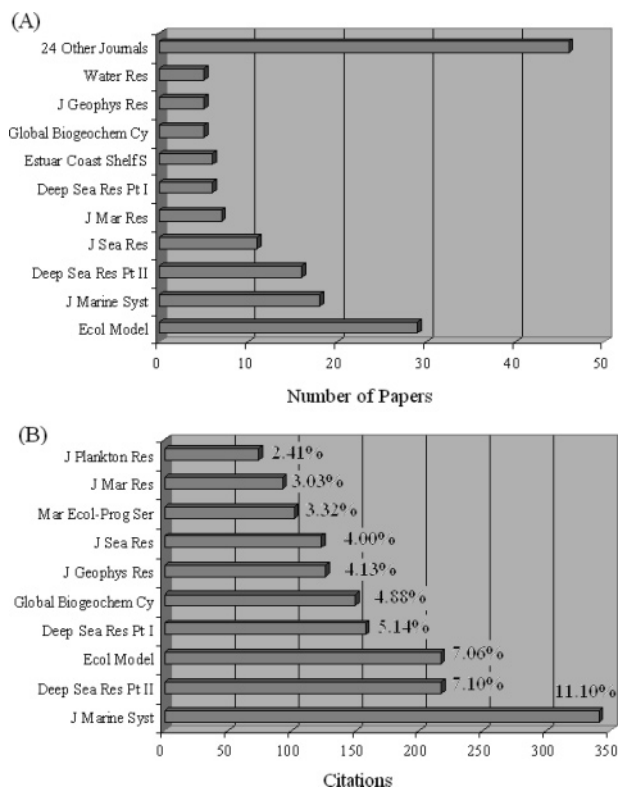 (A)
24 Other Journals
Water Res
J Geophys Res
Global Biogeochem Cy
Estuar Coast Shelf S
Deep Sea Res Pt I
J Mar Res
J Sea Res
Deep Sea Res Pt II
J Marine Syst
Ecol Model
0 10 20 30 40 50
Number of Papers
(B)
J Plankton Res 2.41%
J Mar Res 3.03%
Mar Ecol-Prog Ser 3.32%
J Sea Res 4.00%
J Geophys Res 4.13%
Global Biogeochem Cy 4.88%
Deep Sea Res Pt I 5.14%
Ecol Model 7.06%
Deep Sea Res Pt II 7.10%
J Marine Syst 11.10%
0 50 100 150 200 250 300 350
Citations